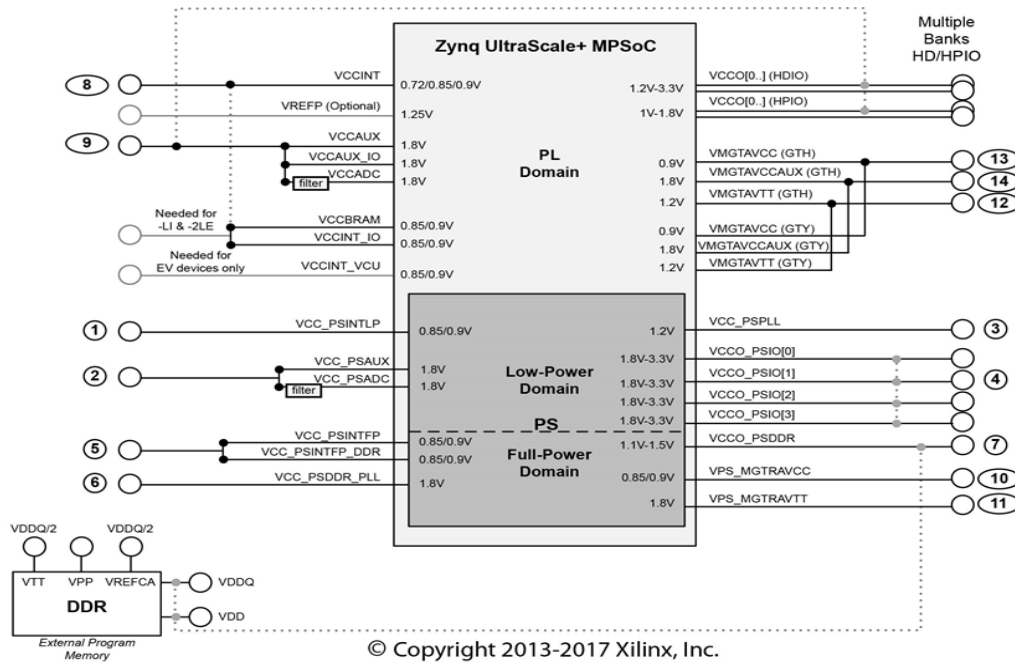 Multiple
Banks
HD/HPIO
Zynq UltraScale+ MPSoC
8
VCCINT
0.72/0.85/0.9V
VREFP (Optional)
1.25V
9
VCCAUX
1.8V
VCCAUX_IO
1.8V
filter
VCCADC
1.8V
Needed for
-LI & -2LE
VCCBRAM
0.85/0.9V
VCCINT_IO
0.85/0.9V
Needed for
EV devices only
VCCINT_VCU
0.85/0.9V
PL
Domain
1.2V-3.3V
VCCO[0..] (HDIO)
1V-1.8V
VCCO[0..] (HPIO)
0.9V
VMGTAVCC (GTH)
13
1.8V
VMGTAVCCAUX (GTH)
14
1.2V
VMGTAVTT (GTH)
12
0.9V
VMGTAVCC (GTY)
1.8V
VMGTAVCCAUX (GTY)
1.2V
VMGTAVTT (GTY)
1
VCC_PSINTLP
0.85/0.9V
2
VCC_PSAUX
1.8V
filter
VCC_PSADC
1.8V
Low-Power
Domain
PS
Full-Power
Domain
5
VCC_PSINTFP
0.85/0.9V
VCC_PSINTFP_DDR
0.85/0.9V
6
VCC_PSDDR_PLL
1.8V
1.2V
VCC_PSPLL
3
1.8V-3.3V
VCCO_PSIO[0]
1.8V-3.3V
VCCO_PSIO[1]
4
1.8V-3.3V
VCCO_PSIO[2]
1.8V-3.3V
VCCO_PSIO[3]
1.1V-1.5V
VCCO_PSDDR
7
0.85/0.9V
VPS_MGTRAVCC
10
1.8V
VPS_MGTRAVTT
11
VDDQ/2
VDDQ/2
VTT
VPP
VREFCA
VDDQ
DDR
VDD
External Program
Memory
© Copyright 2013-2017 Xilinx, Inc.